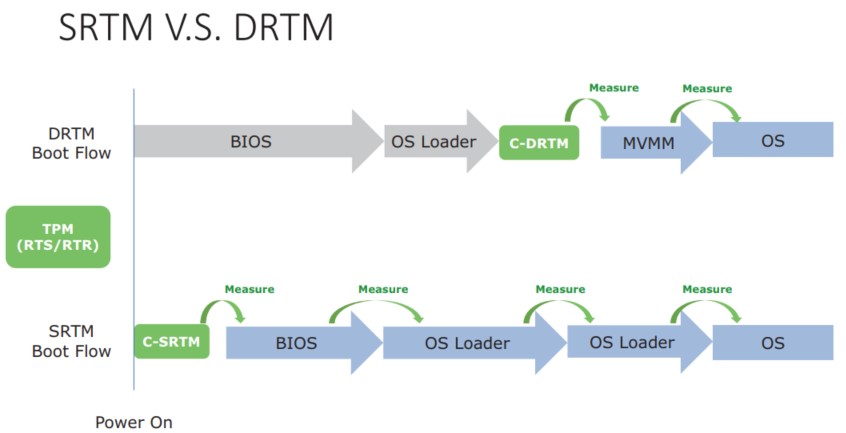 SRTM V.S. DRTM
Measure
Measure
DRTM
Boot Flow
BIOS
OS Loader
C-DRTM
MVMM
OS
TPM
(RTS/RTR)
Measure
Measure
Measure
Measure
SRTM
Boot Flow
C-SRTM
BIOS
OS Loader
OS Loader
OS
Power On